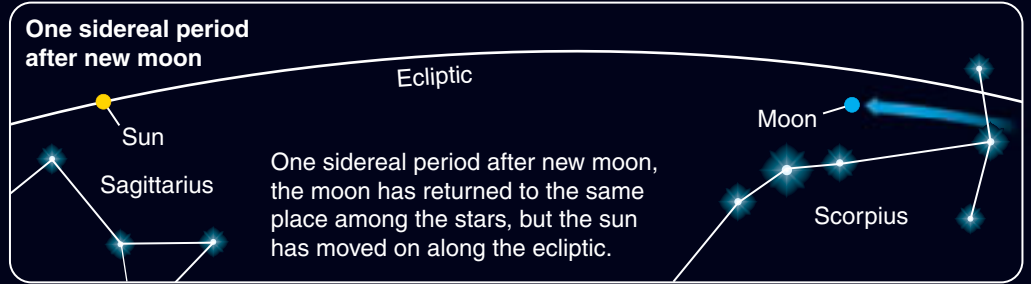 One sidereal period
after new moon
Ecliptic
Moon
Sun
One sidereal period after new moon,
the moon has returned to the same
place among the stars, but the sun
has moved on along the ecliptic.
Sagittarius
Scorpius